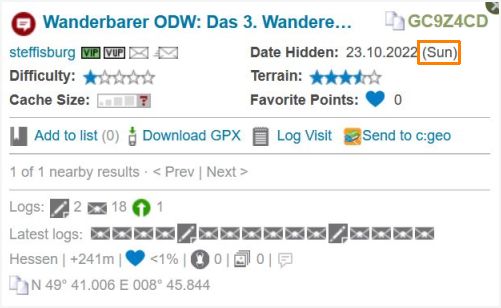 Wanderbarer ODW: Das 3. Wandere... GC9Z4CD
steffisburg VIP VUP Date Hidden: 23.10.2022 (Sun)
Difficulty: Terrain:
Cache Size: ? Favorite Points: 0
Add to list (0) Download GPX Log Visit Send to c:geo
1 of 1 nearby results · < Prev | Next >
Logs: 2 18 1
Latest logs:
Hessen | +241m | <1% | 0 | 0 |
N 49° 41.006 E 008° 45.844